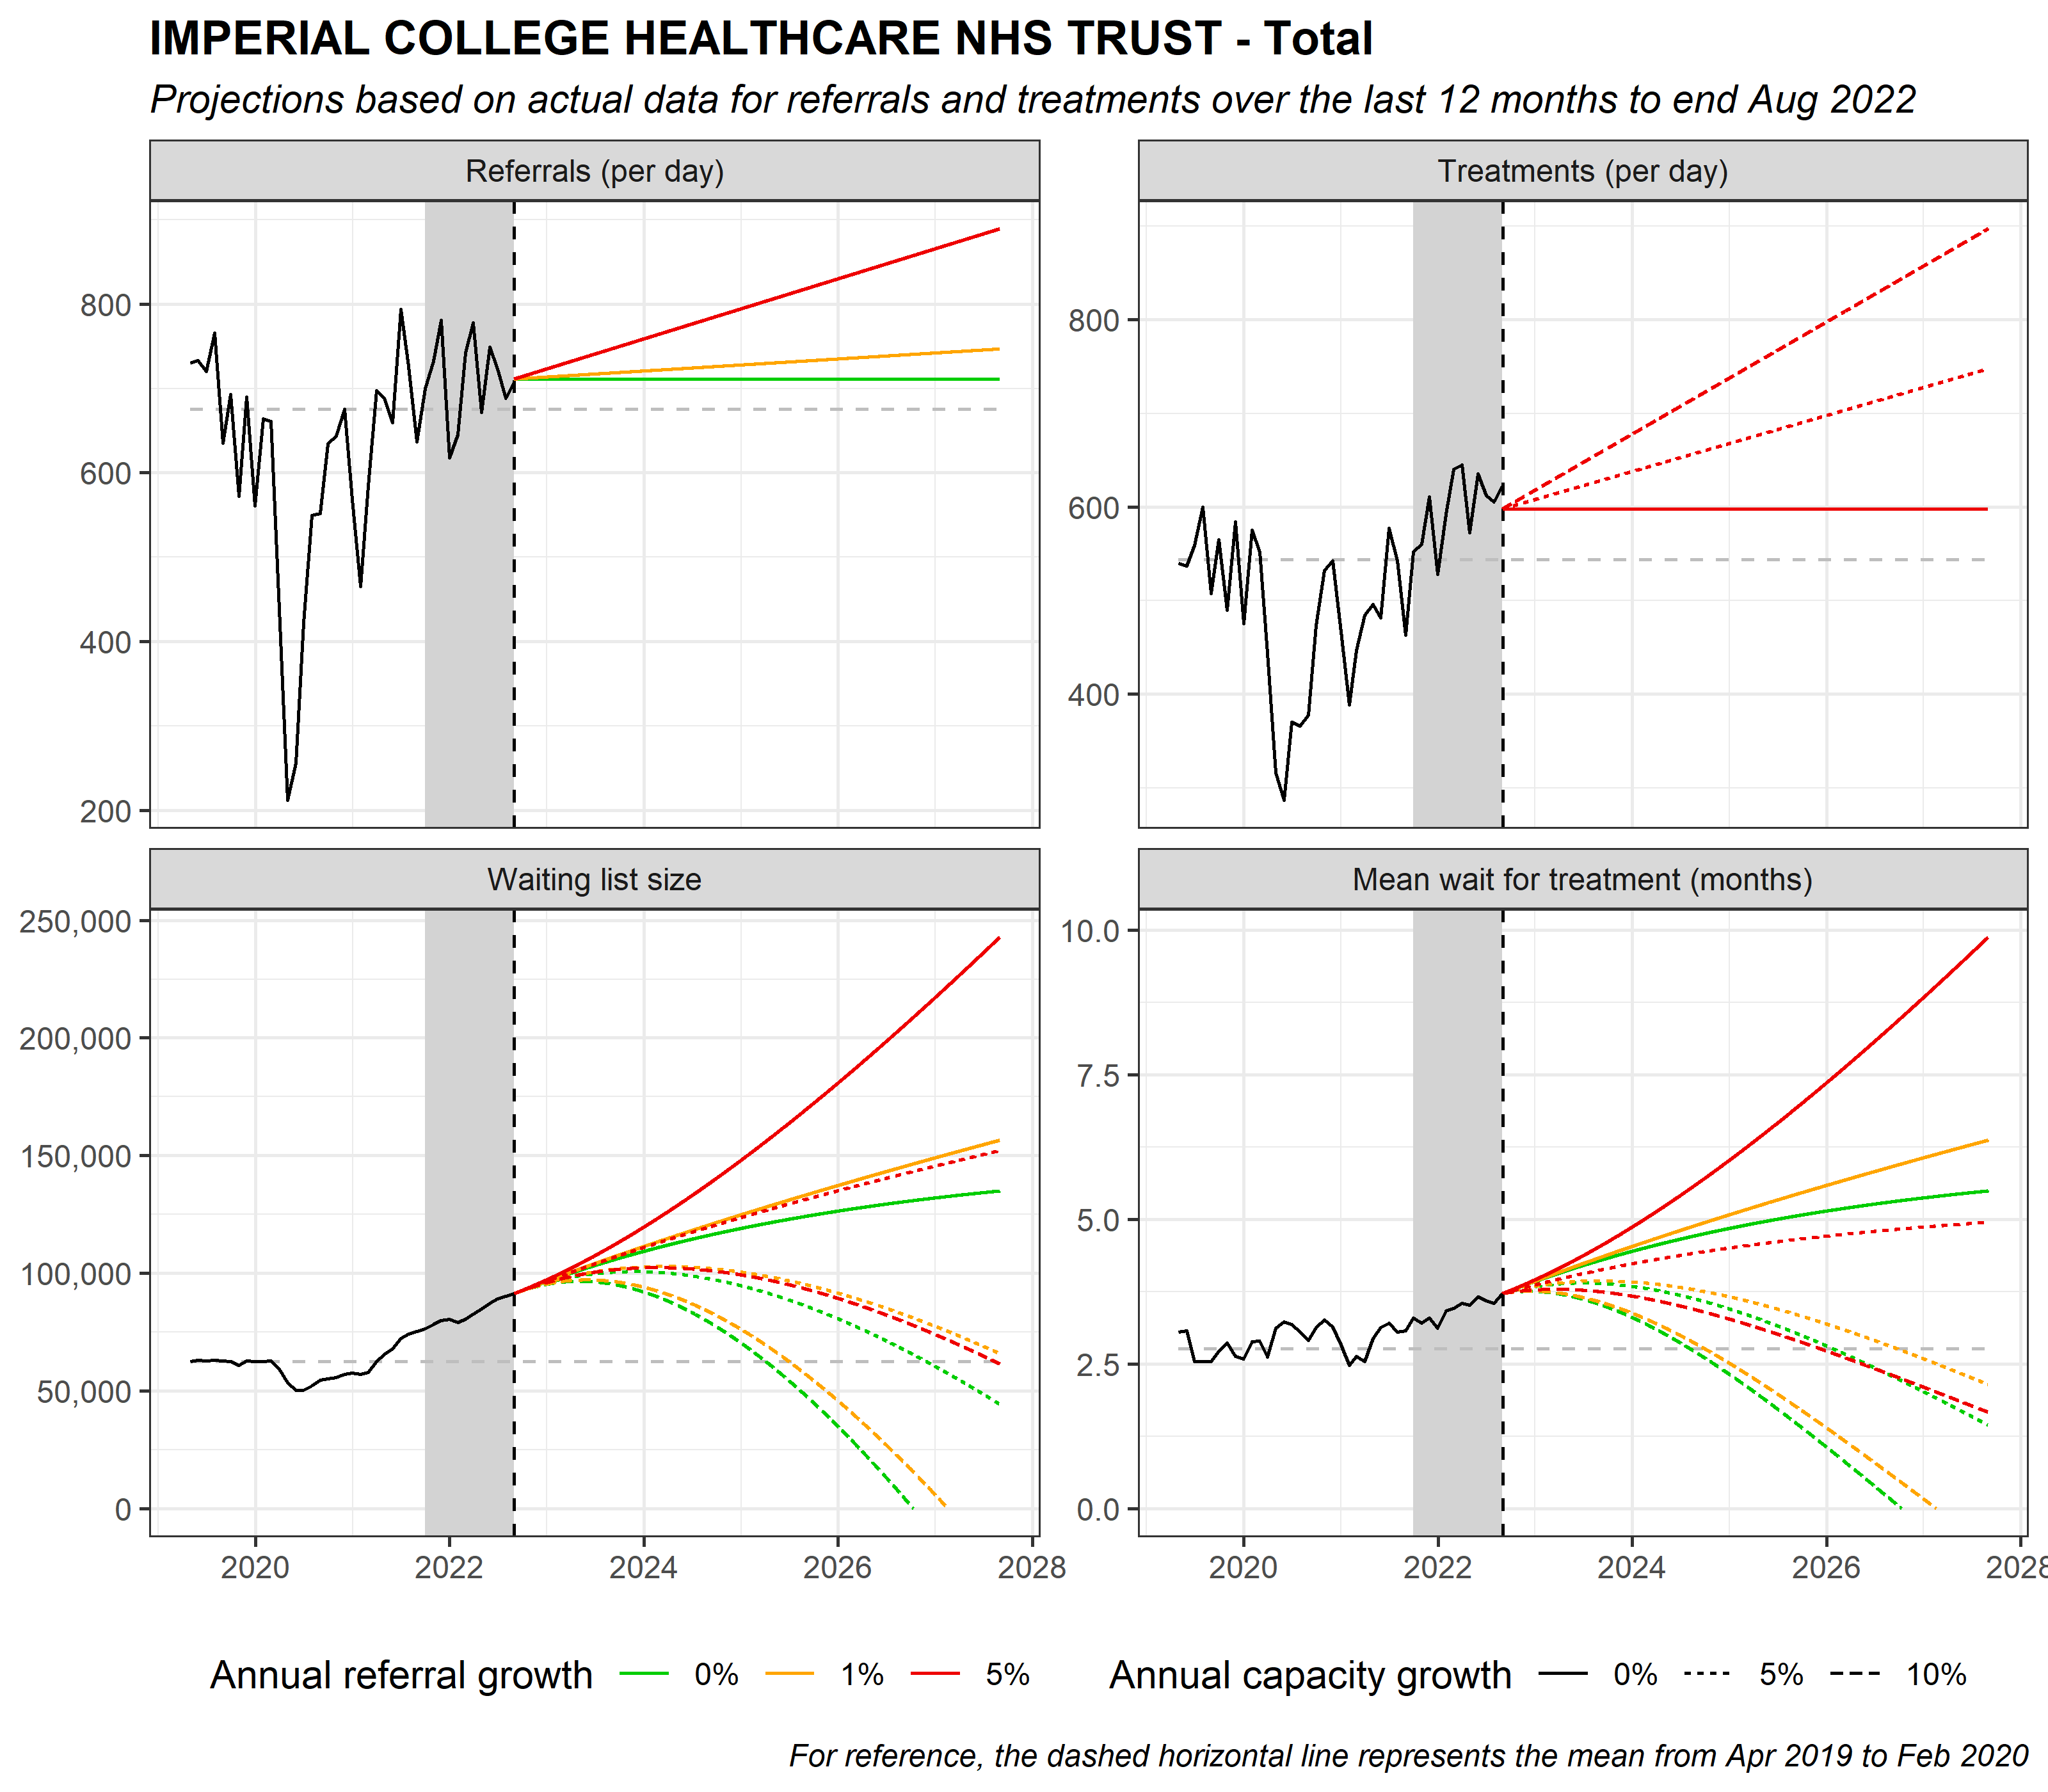 IMPERIAL COLLEGE HEALTHCARE NHS TRUST - Total
Projections based on actual data for referrals and treatments over the last 12 months to end Aug 2022
Referrals (per day)
800
600
400
200
Treatments (per day)
800
600
400
Waiting list size
250,000
200,000
150,000
100,000
50,000
0
2020 2022 2024 2026 2028
Mean wait for treatment (months)
10.0
7.5
5.0
2.5
0.0
2020 2022 2024 2026 2028
Annual referral growth 0% 1% 5%
Annual capacity growth 0% 5% 10%
For reference, the dashed horizontal line represents the mean from Apr 2019 to Feb 2020